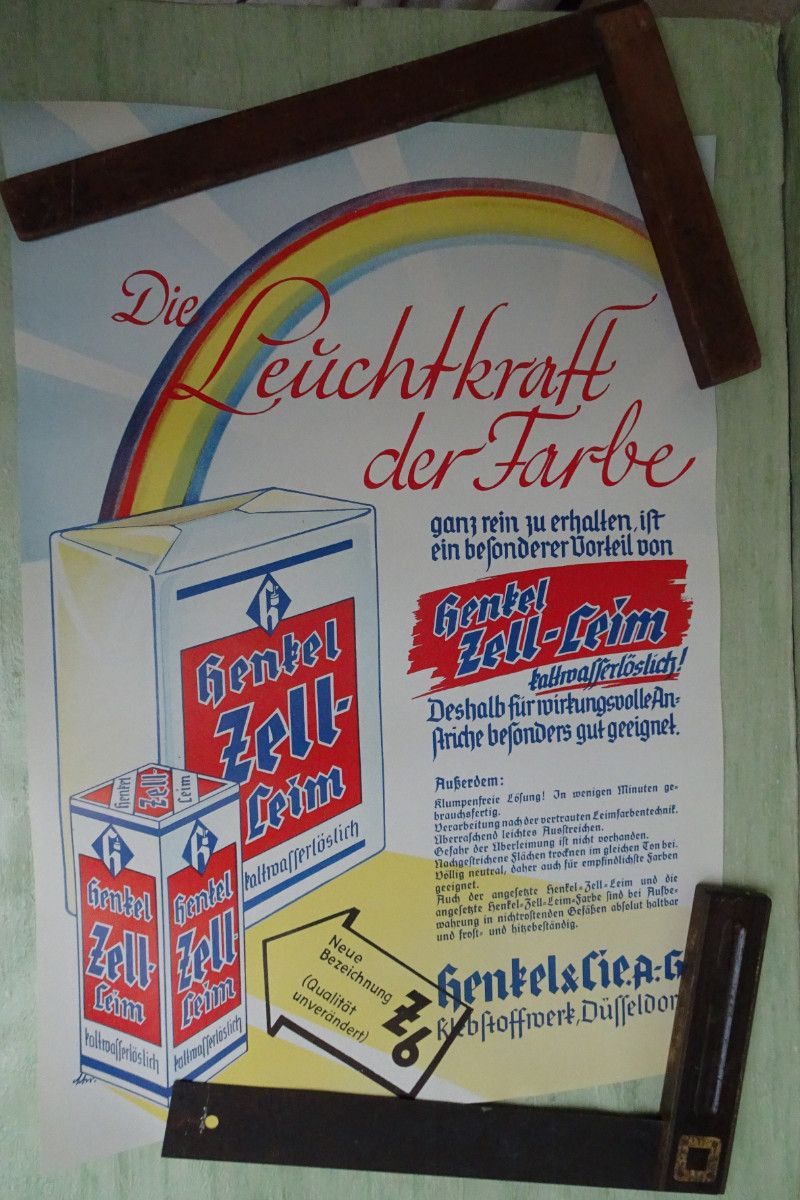 Die
Leuchtkraft
der Farbe
ganz rein zu erhalten, ist
ein besonderer Vorteil von
Henkel
Zell-Leim
kaltwasserlöslich!
Deshalb für wirkungsvolle An-
striche besonders gut geeignet.
Außerdem:
Klumpenfreie Lösung! In wenigen Minuten ge-
brauchsfertig.
Verarbeitung nach der vertrauten Leimfarbentechnik.
Überraschend leichtes Ausstreichen.
Gefahr der Überleimung ist nicht vorhanden.
Nachgestrichene Flächen trocknen im gleichen Ton bei.
Völlig neutral, daher auch für empfindlichste Farben
geeignet.
Auch der angesetzte Henkel-Zell-Leim und die
angesetzte Henkel-Zell-Leim-Farbe sind bei Aufbe-
wahrung in nichtrostenden Gefäßen absolut haltbar
und frost- und hitzebeständig.
Henkel & Cie. A.-G
Klebstoffwerk, Düsseldor
Henkel
Zell-
Leim
kaltwasserlöslich
Henkel
Zell-
Leim
Henkel
Zell-
Leim
kaltwasserlöslich
Henkel
Zell-
Leim
kaltwasserlöslich
Neue
Bezeichnung
(Qualität
unverändert)
Z6